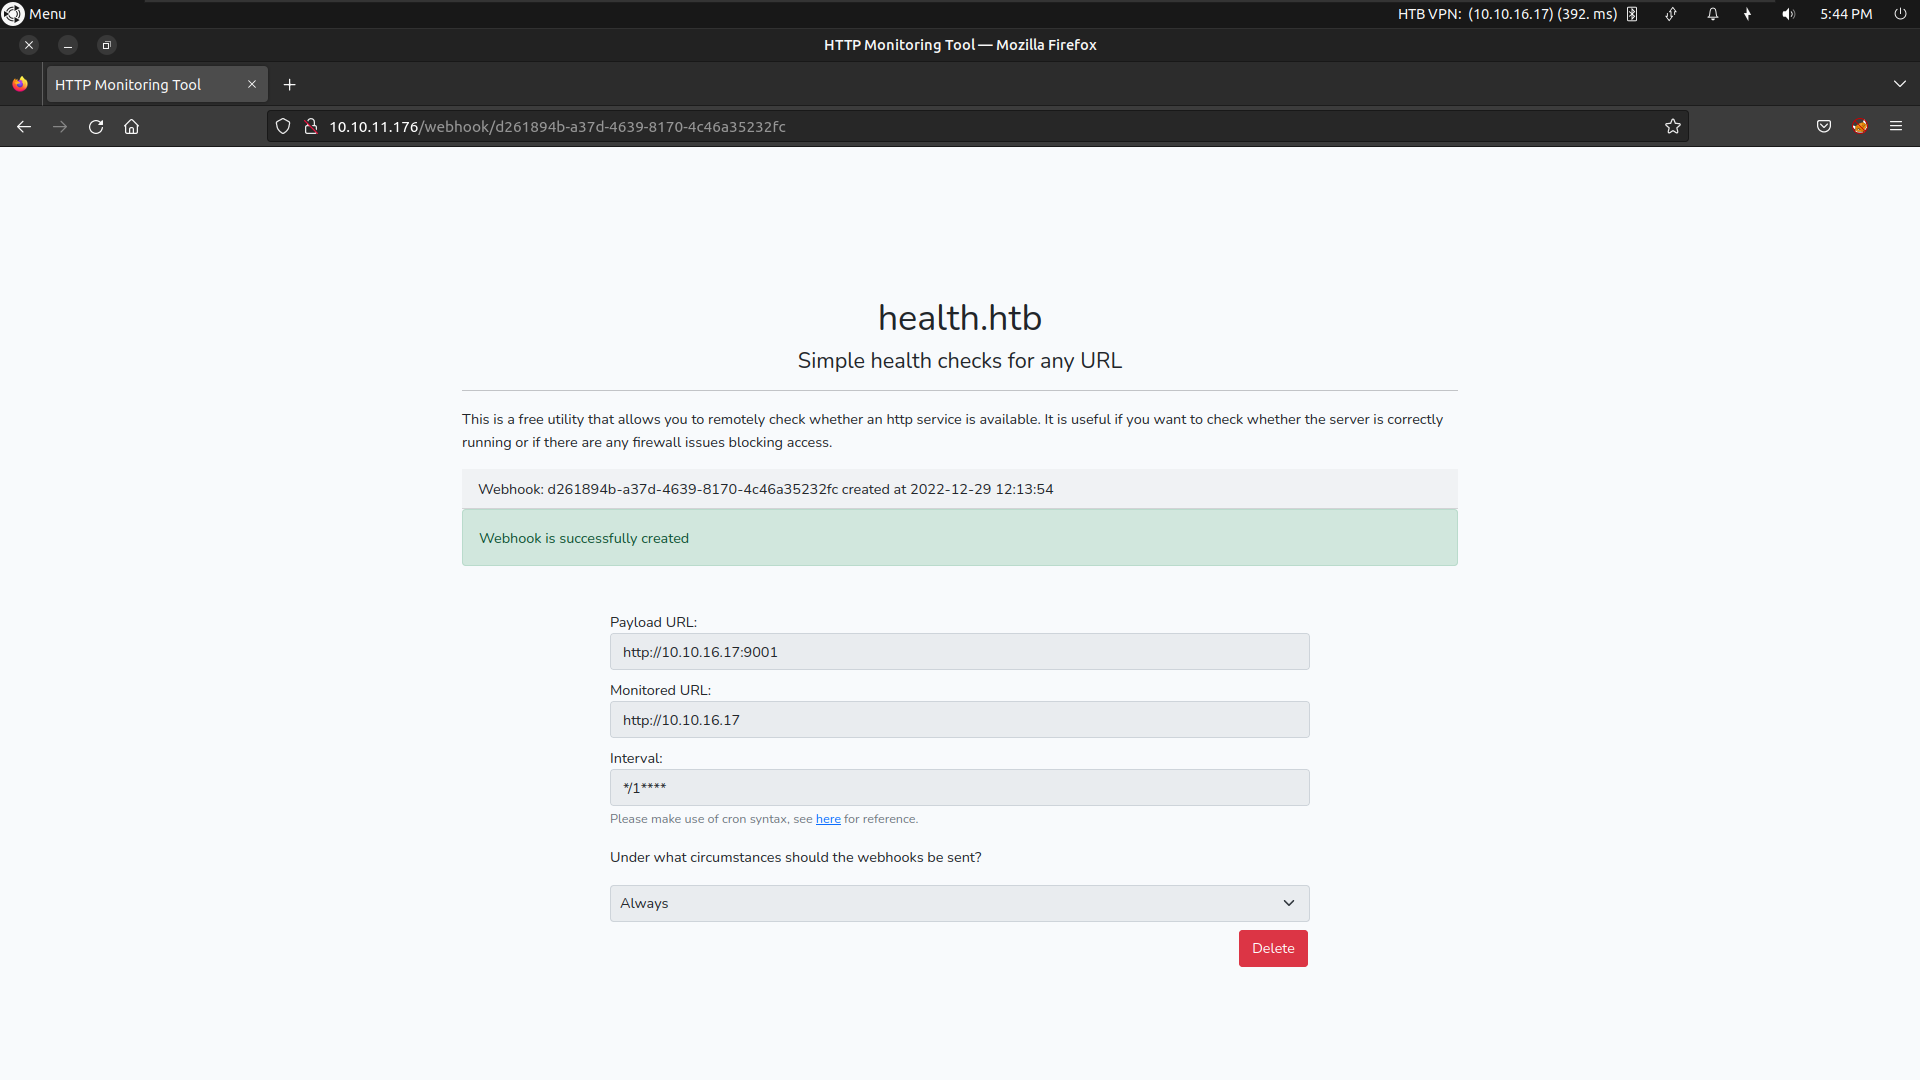 Menu
HTB VPN: (10.10.16.17) (392. ms)
5:44 PM
HTTP Monitoring Tool — Mozilla Firefox
HTTP Monitoring Tool
10.10.11.176/webhook/d261894b-a37d-4639-8170-4c46a35232fc
health.htb
Simple health checks for any URL
This is a free utility that allows you to remotely check whether an http service is available. It is useful if you want to check whether the server is correctly
running or if there are any firewall issues blocking access.
Webhook: d261894b-a37d-4639-8170-4c46a35232fc created at 2022-12-29 12:13:54
Webhook is successfully created
Payload URL:
http://10.10.16.17:9001
Monitored URL:
http://10.10.16.17
Interval:
*/1****
Please make use of cron syntax, see here for reference.
Under what circumstances should the webhooks be sent?
Always
Delete